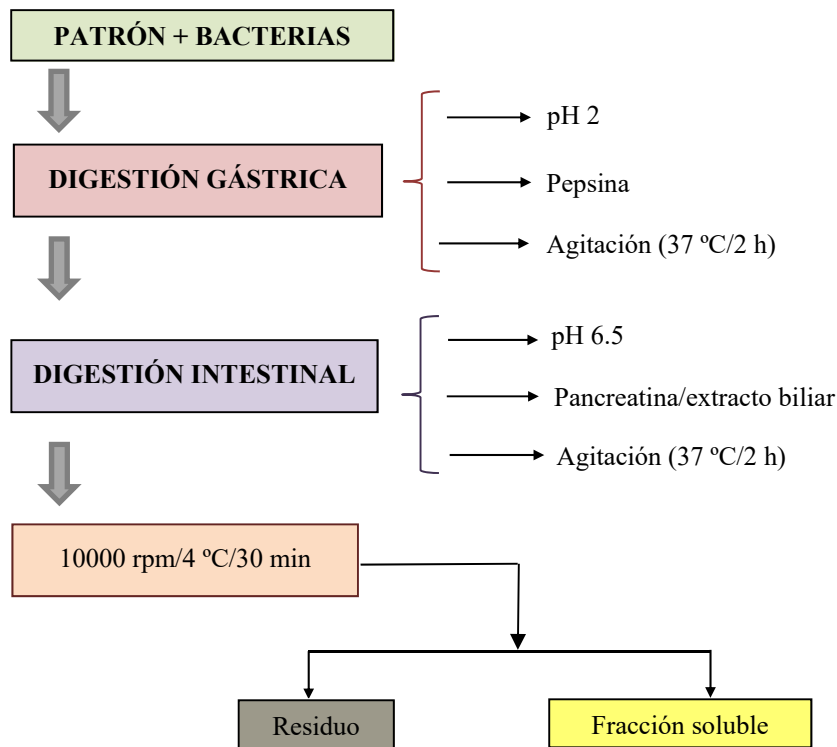 PATRÓN + BACTERIAS
pH 2
DIGESTIÓN GÁSTRICA
Pepsina
Agitación (37 ºC/2 h)
pH 6.5
DIGESTIÓN INTESTINAL
Pancreatina/extracto biliar
Agitación (37 ºC/2 h)
10000 rpm/4 ºC/30 min
Residuo
Fracción soluble